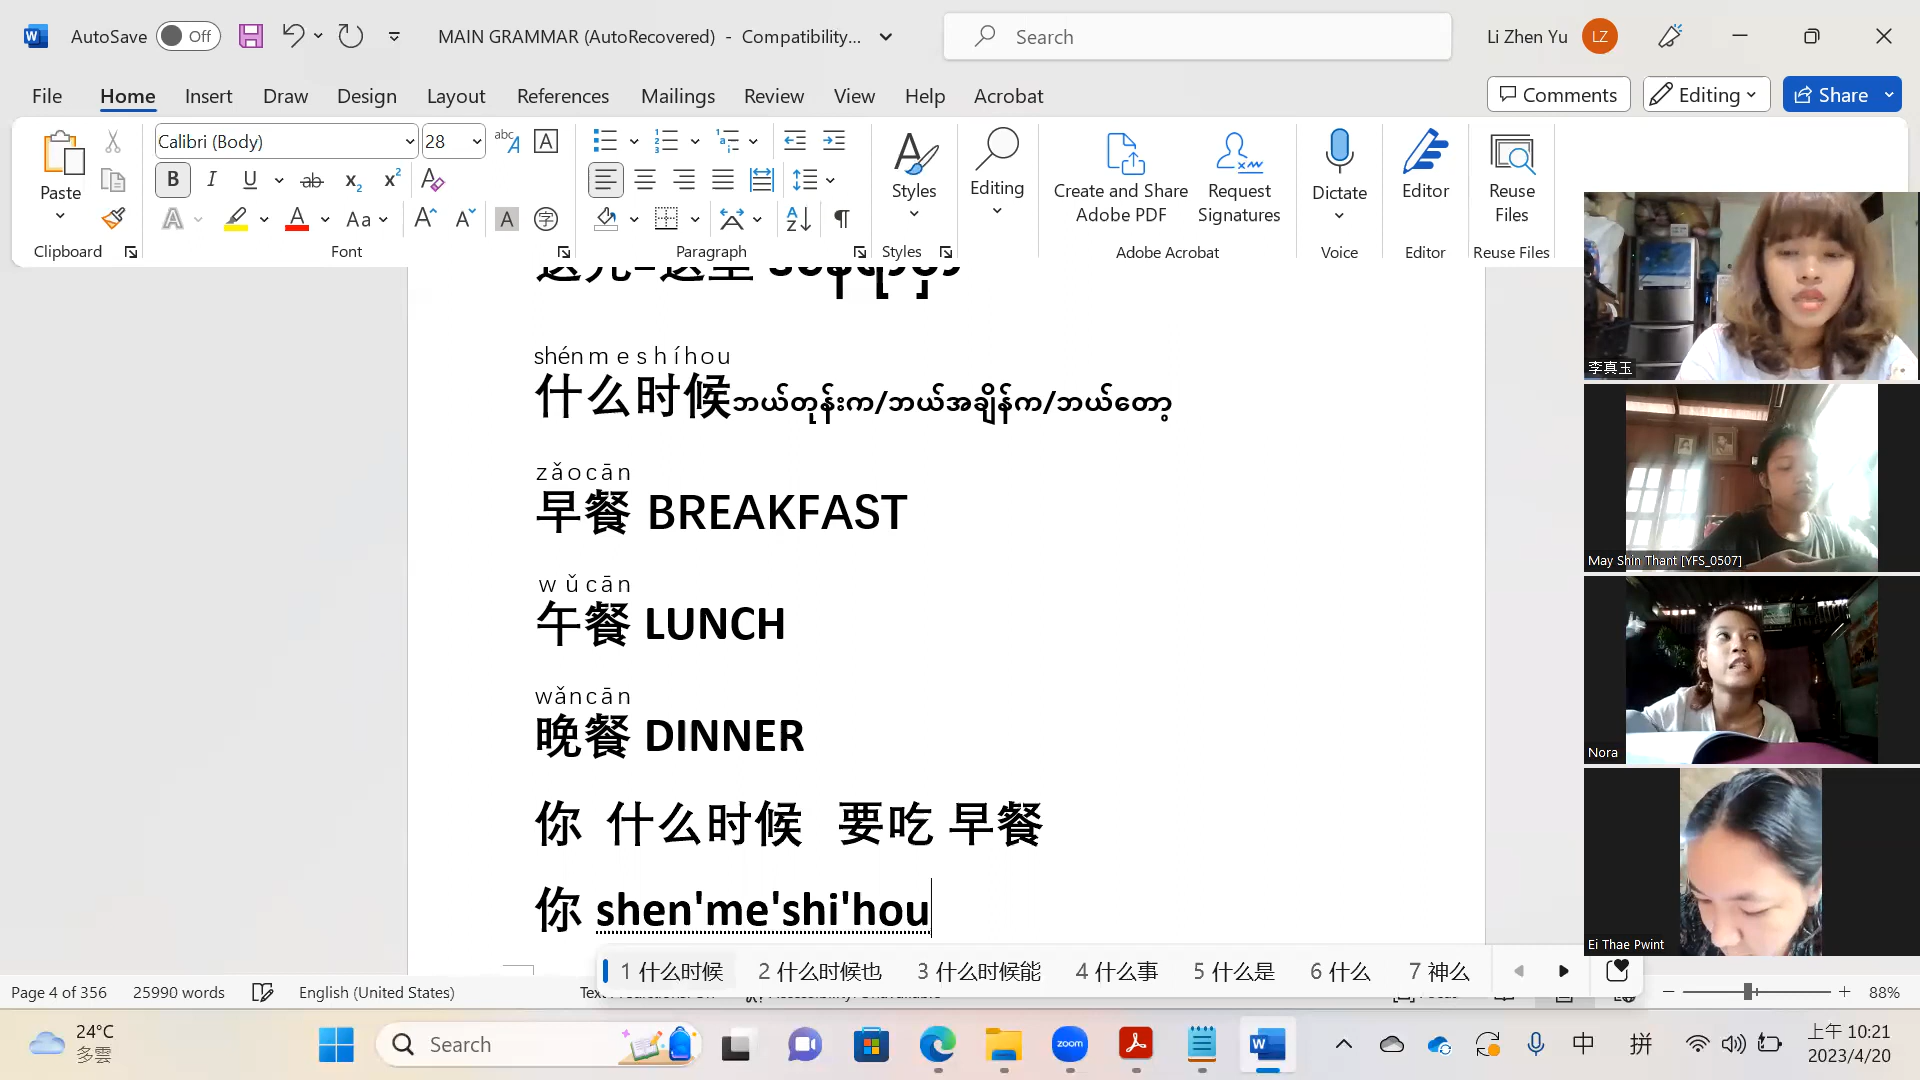 AutoSave Off MAIN GRAMMAR (AutoRecovered) - Compatibility... Search Li Zhen Yu LZ
File Home Insert Draw Design Layout References Mailings Review View Help Acrobat Comments Editing Share
Calibri (Body) 28
Paste
Styles
Editing
Create and Share Adobe PDF
Request Signatures
Dictate
Editor
Reuse Files
Clipboard Font Paragraph Styles Adobe Acrobat Voice Editor Reuse Files
shénmeshíhou
什么时候ဘယ်တုန်းက/ဘယ်အချိန်က/ဘယ်တော့
zǎocān
早餐 BREAKFAST
wǔcān
午餐 LUNCH
wǎncān
晚餐 DINNER
你 什么时候 要吃 早餐
你 shen'me'shi'hou
1 什么时候 2 什么时候也 3 什么时候能 4 什么事 5 什么是 6 什么 7 神么
李真玉
May Shin Thant [YFS_0507]
Nora
Ei Thae Pwint
Page 4 of 356 25990 words English (United States) 88%
24°C
多雲
Search
zoom
中 拼
上午 10:21
2023/4/20